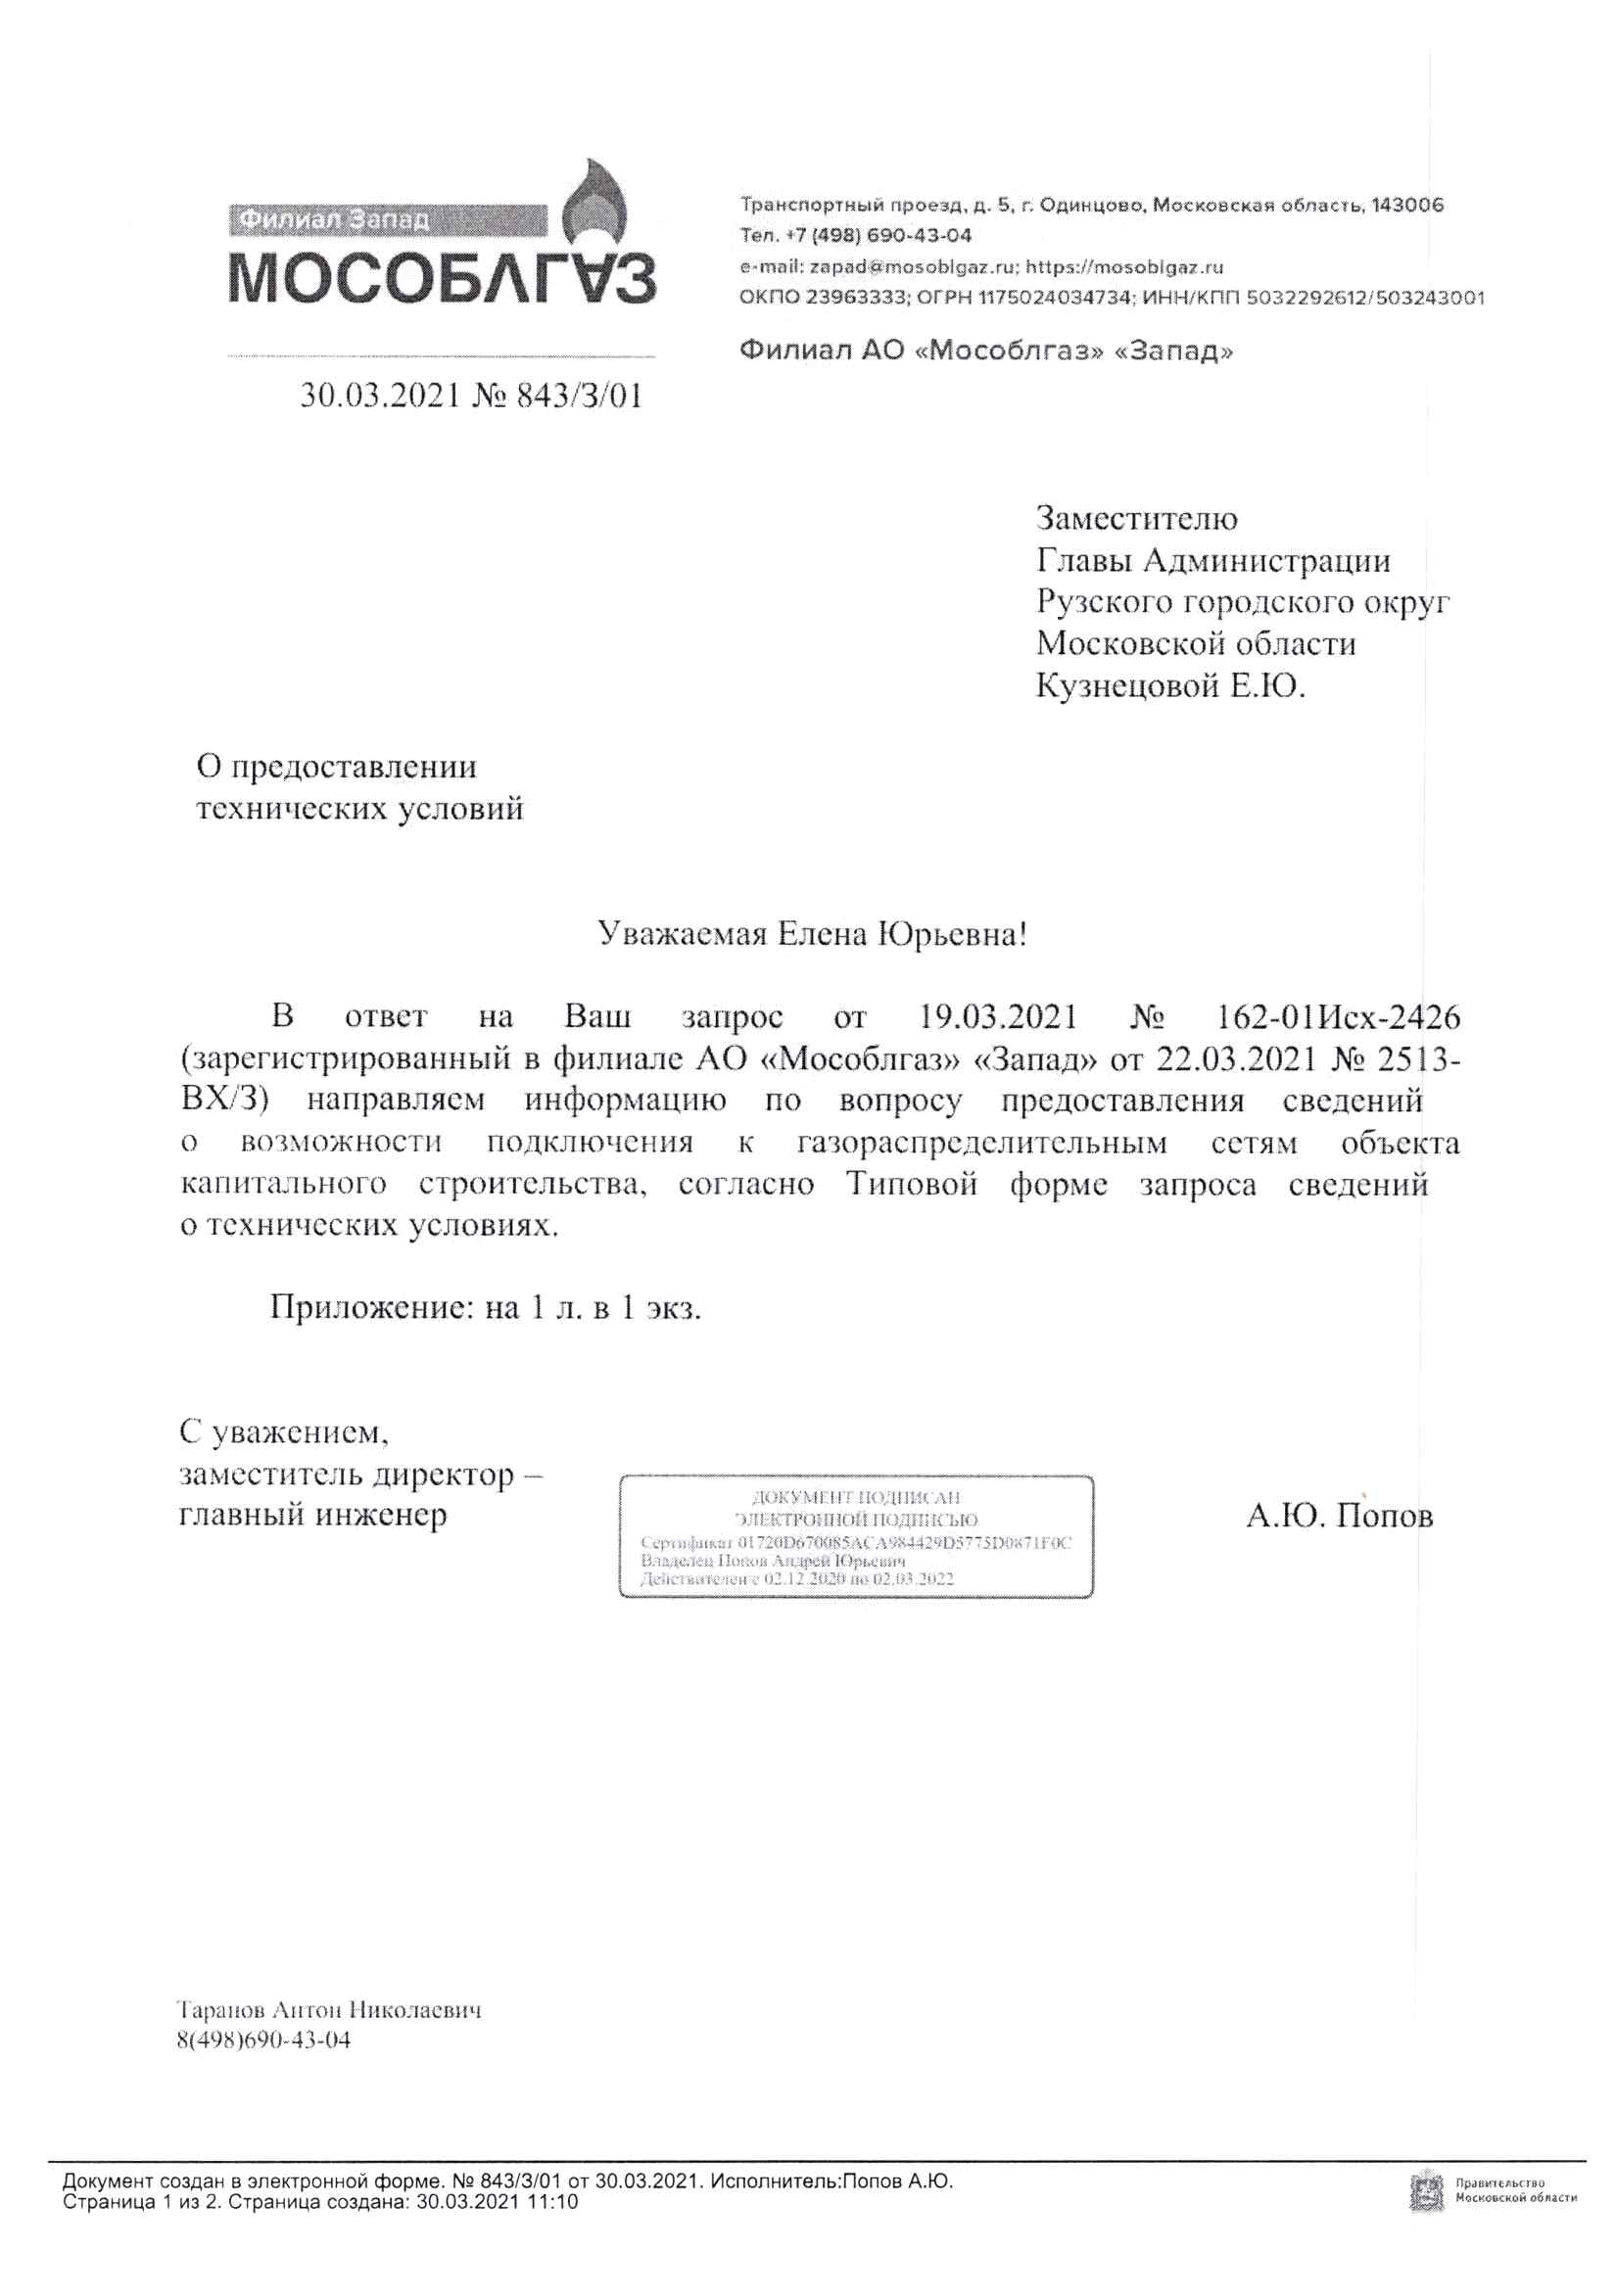 Филиал Запад
МОСОБЛГАЗ
30.03.2021 № 843/3/01
Транспортный проезд, д. 5, г. Одинцово, Московская область, 143006
Тел. +7 (498) 690-43-04
e-mail: zapad@mosoblgaz.ru; https://mosoblgaz.ru
ОКПО 23963333; ОГРН 1175024034734; ИНН/КПП 5032292612/503243001
Филиал АО «Мособлгаз» «Запад»
Заместителю
Главы Администрации
Рузского городского округ
Московской области
Кузнецовой Е.Ю.
О предоставлении
технических условий
Уважаемая Елена Юрьевна!
В ответ на Ваш запрос от 19.03.2021 № 162-01Исх-2426
(зарегистрированный в филиале АО «Мособлгаз» «Запад» от 22.03.2021 № 2513-
ВХ/З) направляем информацию по вопросу предоставления сведений
о возможности подключения к газораспределительным сетям объекта
капитального строительства, согласно Типовой форме запроса сведений
о технических условиях.
Приложение: на 1 л. в 1 экз.
С уважением,
заместитель директор –
главный инженер
ДОКУМЕНТ ПОДПИСАН
ЭЛЕКТРОННОЙ ПОДПИСЬЮ
Сертификат 01720D670085ACA984429D5775D0871F0C
Владелец Попов Андрей Юрьевич
Действителен с 02.12.2020 по 02.03.2022
А.Ю. Попов
Таранов Антон Николаевич
8(498)690-43-04
Документ создан в электронной форме. № 843/3/01 от 30.03.2021. Исполнитель:Попов А.Ю.
Страница 1 из 2. Страница создана: 30.03.2021 11:10
Правительство
Московской области